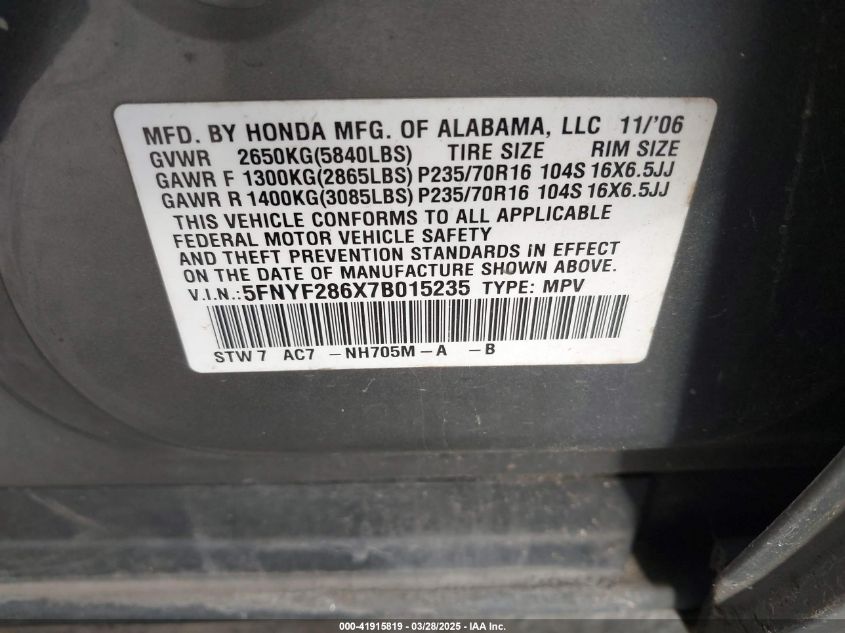 MFD. BY HONDA MFG. OF ALABAMA, LLC 11/'06
GVWR 2650KG(5840LBS) TIRE SIZE RIM SIZE
GAWR F 1300KG(2865LBS) P235/70R16 104S 16X6.5JJ
GAWR R 1400KG(3085LBS) P235/70R16 104S 16X6.5JJ
THIS VEHICLE CONFORMS TO ALL APPLICABLE
FEDERAL MOTOR VEHICLE SAFETY
AND THEFT PREVENTION STANDARDS IN EFFECT
ON THE DATE OF MANUFACTURE SHOWN ABOVE.
V.I.N.:5FNYF286X7B015235 TYPE: MPV
STW7 AC7 -NH705M-A -B
000-41915819 - 03/28/2025 - IAA Inc.